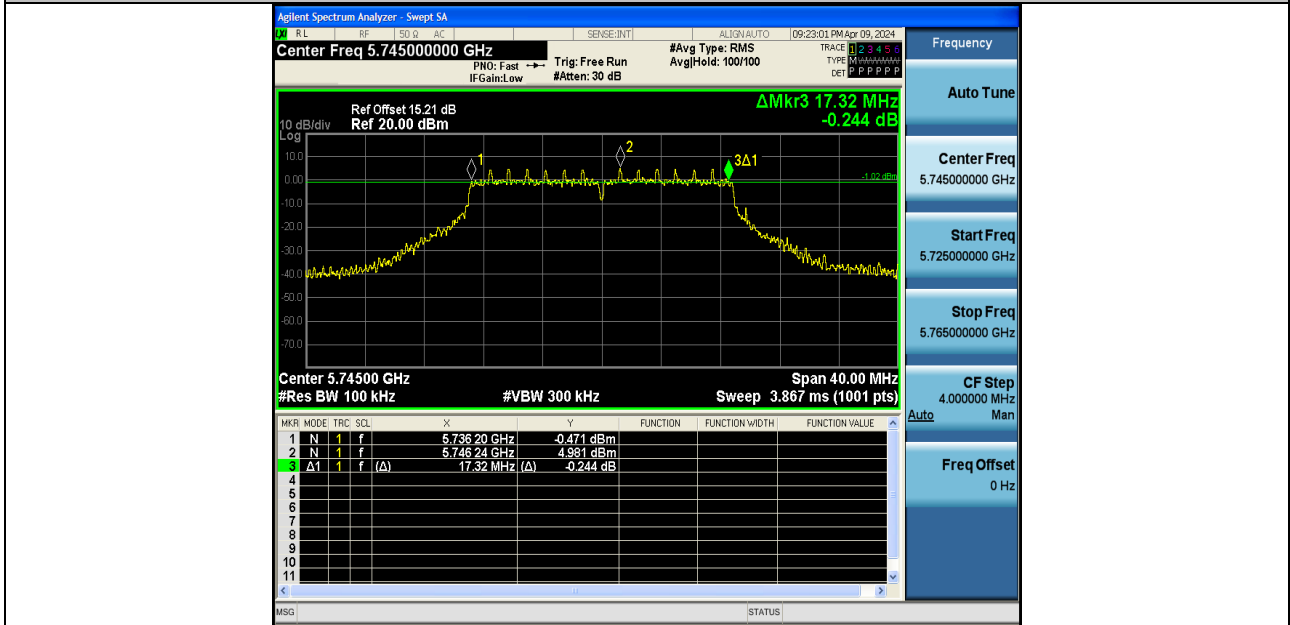 Agilent Spectrum Analyzer - Swept SA
LXI RL RF 50 Ω AC SENSE:INT ALIGN AUTO 09:23:01 PM Apr 09, 2024
Center Freq 5.745000000 GHz
PNO: Fast
IFGain:Low
Trig: Free Run
#Atten: 30 dB
#Avg Type: RMS
Avg|Hold: 100/100
TRACE 1 2 3 4 5 6
TYPE M
DET P P P P P P
Frequency
ΔMkr3 17.32 MHz
-0.244 dB
Ref Offset 15.21 dB
10 dB/div Ref 20.00 dBm
Log
10.0
0.00
-10.0
-20.0
-30.0
-40.0
-50.0
-60.0
-70.0
1
2
3Δ1
-1.02 dBm
Center 5.74500 GHz Span 40.00 MHz
#Res BW 100 kHz #VBW 300 kHz Sweep 3.867 ms (1001 pts)
MKR MODE TRC SCL X Y FUNCTION FUNCTION WIDTH FUNCTION VALUE
1 N 1 f 5.736 20 GHz -0.471 dBm
2 N 1 f 5.746 24 GHz 4.981 dBm
3 Δ1 1 f (Δ) 17.32 MHz (Δ) -0.244 dB
4
5
6
7
8
9
10
11
MSG STATUS
Auto Tune
Center Freq
5.745000000 GHz
Start Freq
5.725000000 GHz
Stop Freq
5.765000000 GHz
CF Step
4.000000 MHz
Auto Man
Freq Offset
0 Hz